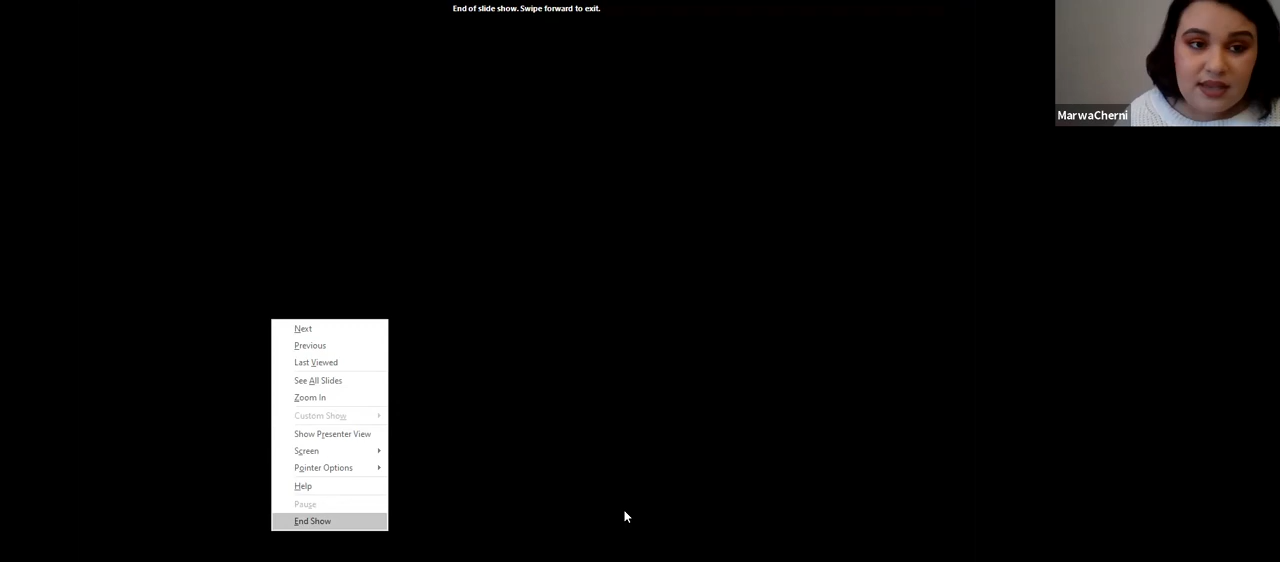 End of slide show. Swipe forward to exit.
MarwaCherni
Next
Previous
Last Viewed
See All Slides
Zoom In
Custom Show
Show Presenter View
Screen
Pointer Options
Help
Pause
End Show